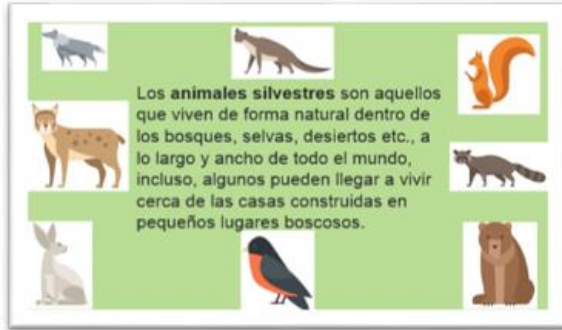 Los animales silvestres son aquellos
que viven de forma natural dentro de
los bosques, selvas, desiertos etc., a
lo largo y ancho de todo el mundo,
incluso, algunos pueden llegar a vivir
cerca de las casas construidas en
pequeños lugares boscosos.